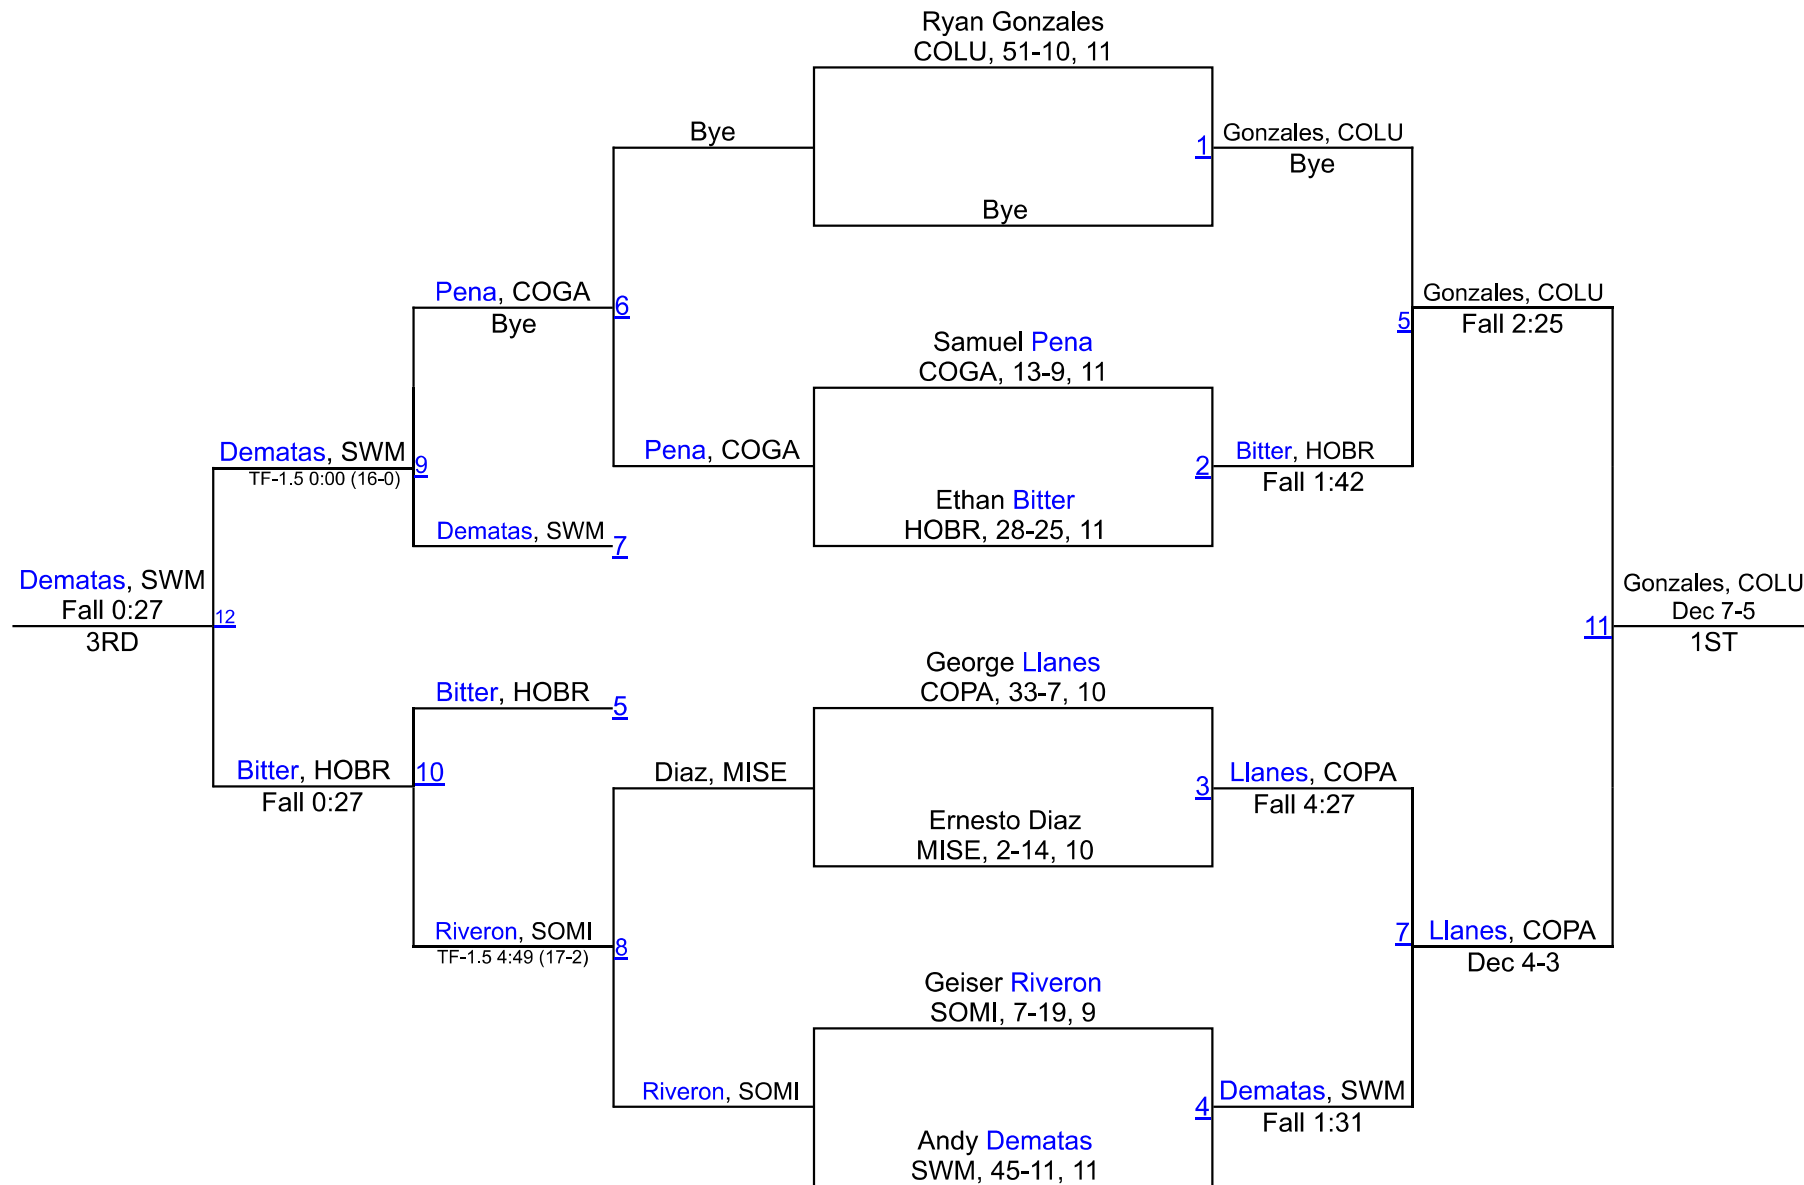 Ryan Gonzales
COLU, 51-10, 11
Bye
1
Gonzales, COLU
Bye
Bye
Pena, COGA
Bye
6
Gonzales, COLU
Fall 2:25
5
Samuel Pena
COGA, 13-9, 11
Dematas, SWM
TF-1.5 0:00 (16-0)
9
Pena, COGA
2
Bitter, HOBR
Fall 1:42
Ethan Bitter
HOBR, 28-25, 11
Dematas, SWM
7
Dematas, SWM
Fall 0:27
3RD
12
Gonzales, COLU
Dec 7-5
1ST
11
George Llanes
COPA, 33-7, 10
Bitter, HOBR
5
Bitter, HOBR
Fall 0:27
10
Diaz, MISE
3
Llanes, COPA
Fall 4:27
Ernesto Diaz
MISE, 2-14, 10
Riveron, SOMI
TF-1.5 4:49 (17-2)
8
7
Llanes, COPA
Dec 4-3
Geiser Riveron
SOMI, 7-19, 9
Riveron, SOMI
4
Dematas, SWM
Fall 1:31
Andy Dematas
SWM, 45-11, 11